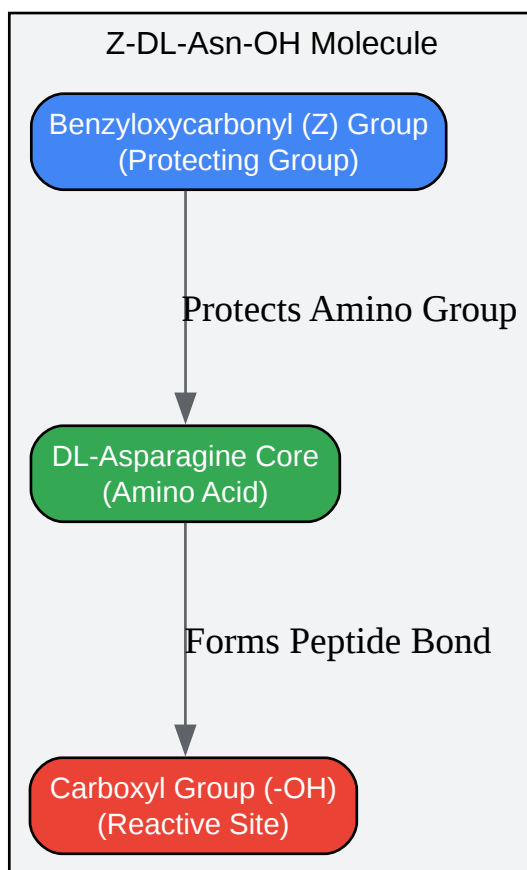 Z-DL-Asn-OH Molecule
Benzyloxycarbonyl (Z) Group
(Protecting Group)
Protects Amino Group
DL-Asparagine Core
(Amino Acid)
Forms Peptide Bond
Carboxyl Group (-OH)
(Reactive Site)